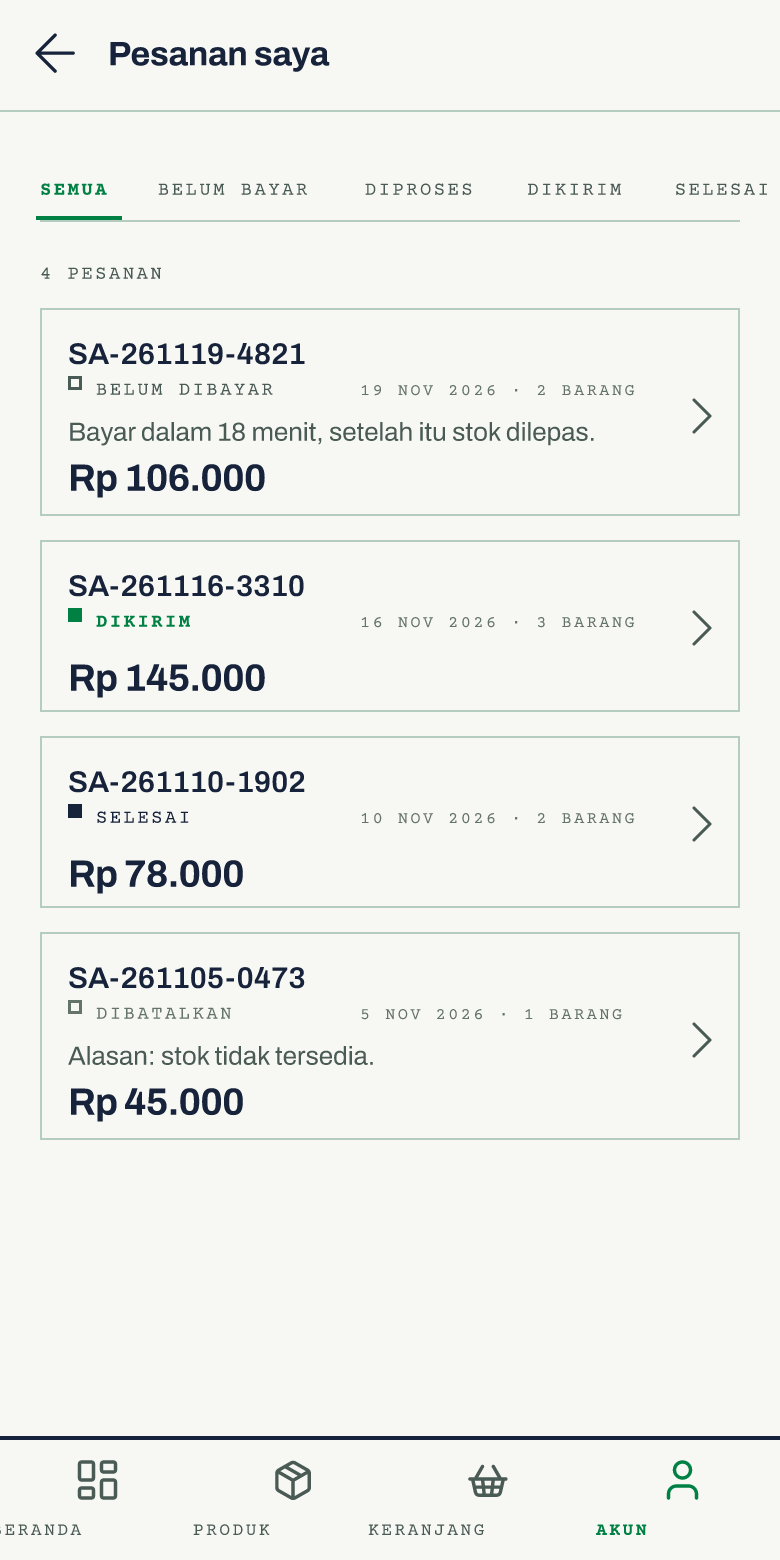 Pesanan saya
SEMUA BELUM BAYAR DIPROSES DIKIRIM SELESAI
4 PESANAN
SA-261119-4821
BELUM DIBAYAR 19 NOV 2026 · 2 BARANG
Bayar dalam 18 menit, setelah itu stok dilepas.
Rp 106.000
SA-261116-3310
DIKIRIM 16 NOV 2026 · 3 BARANG
Rp 145.000
SA-261110-1902
SELESAI 10 NOV 2026 · 2 BARANG
Rp 78.000
SA-261105-0473
DIBATALKAN 5 NOV 2026 · 1 BARANG
Alasan: stok tidak tersedia.
Rp 45.000
BERANDA PRODUK KERANJANG AKUN